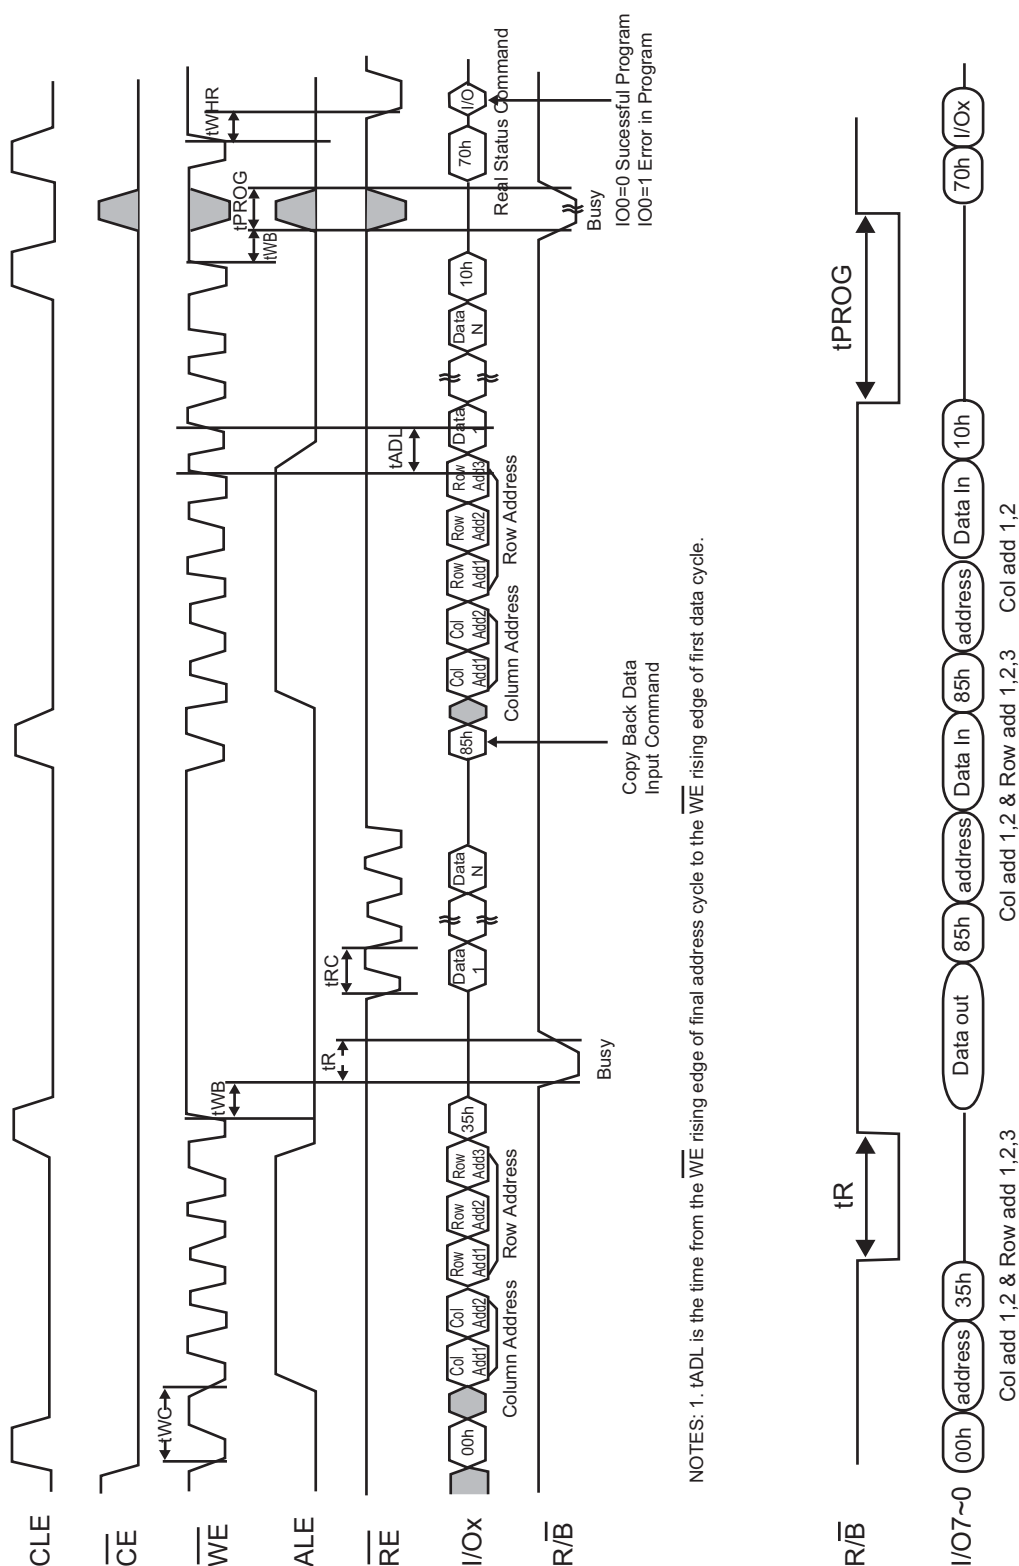 CLE
CE
WE
tWC
tWB
tWB
tPROG
tWHR
ALE
RE
tR
tRC
tADL
I/Ox
00h
Col Add1
Col Add2
Row Add1
Row Add2
Row Add3
35h
Data 1
Data N
85h
Col Add1
Col Add2
Row Add1
Row Add2
Row Add3
Data 1
Data N
10h
70h
I/O
Column Address
Row Address
Column Address
Row Address
Real Status Command
R/B
Busy
Busy
Copy Back Data
Input Command
IO0=0 Sucessful Program
IO0=1 Error in Program
NOTES: 1. tADL is the time from the WE rising edge of final address cycle to the WE rising edge of first data cycle.
R/B
tR
tPROG
I/O7~0
00h
address
35h
Data out
85h
address
Data In
85h
address
Data In
10h
70h
I/Ox
Col add 1,2 & Row add 1,2,3
Col add 1,2 & Row add 1,2,3
Col add 1,2